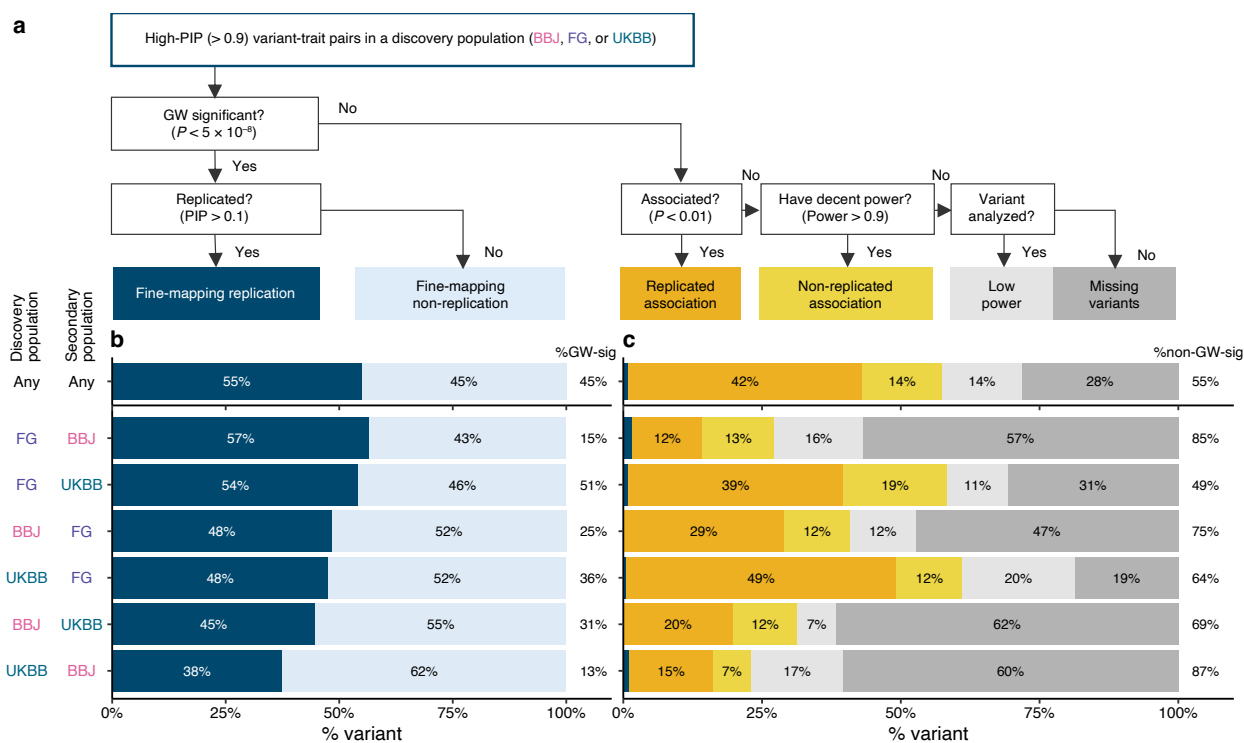 a
High-PIP (> 0.9) variant-trait pairs in a discovery population (BBJ, FG, or UKBB)
GW significant?
(P < 5 × 10⁻⁸)
No
Yes
Replicated?
(PIP > 0.1)
Associated?
(P < 0.01)
No
Have decent power?
(Power > 0.9)
No
Variant
analyzed?
Yes
No
Yes
Yes
Yes
No
Fine-mapping replication
Fine-mapping
non-replication
Replicated
association
Non-replicated
association
Low
power
Missing
variants
Discovery
population
Secondary
population
b
%GW-sig
c
%non-GW-sig
Any Any 55% 45% 45% 42% 14% 14% 28% 55%
FG BBJ 57% 43% 15% 12% 13% 16% 57% 85%
FG UKBB 54% 46% 51% 39% 19% 11% 31% 49%
BBJ FG 48% 52% 25% 29% 12% 12% 47% 75%
UKBB FG 48% 52% 36% 49% 12% 20% 19% 64%
BBJ UKBB 45% 55% 31% 20% 12% 7% 62% 69%
UKBB BBJ 38% 62% 13% 15% 7% 17% 60% 87%
0% 25% 50% 75% 100% 0% 25% 50% 75% 100%
% variant % variant